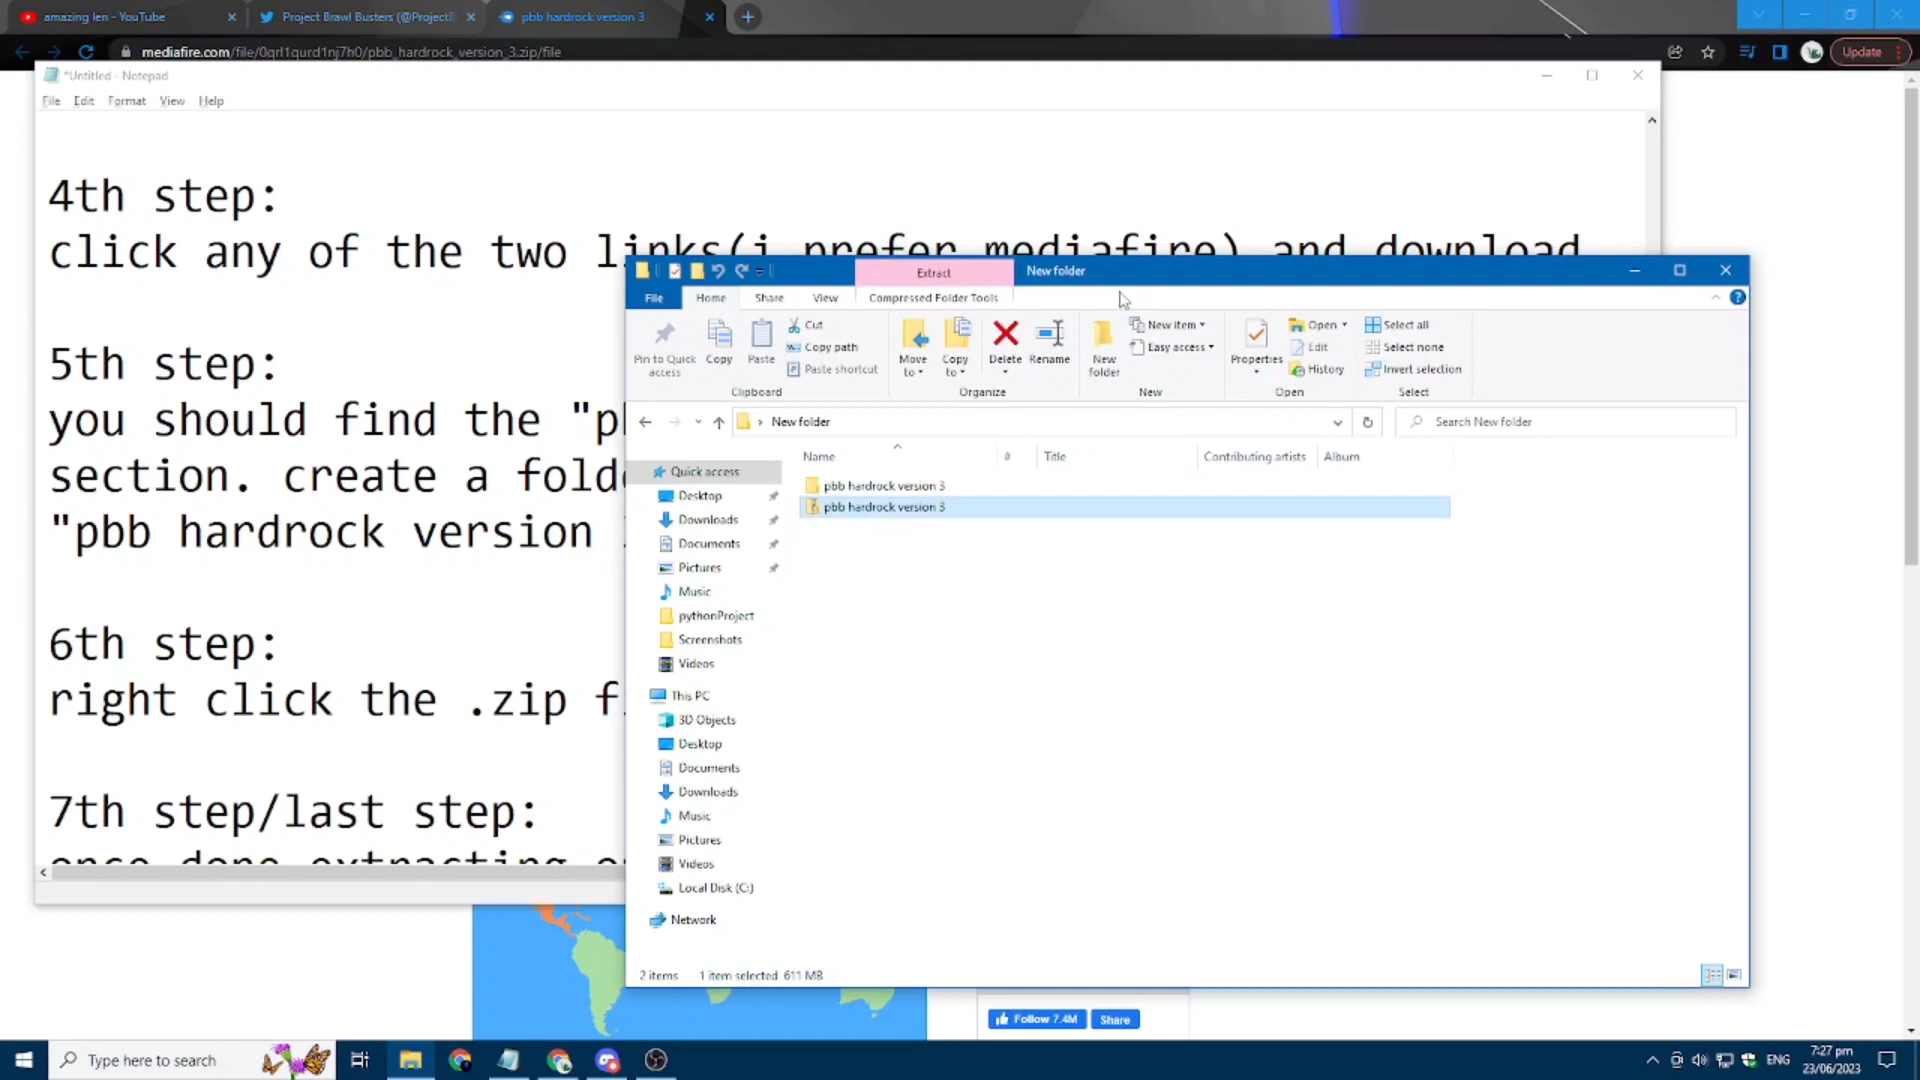 amazing len - YouTube
Project Brawl Busters (@ProjectB
pbb hardrock version 3
mediafire.com/file/0qrl1qurd1nj7h0/pbb_hardrock_version_3.zip/file
Update
*Untitled - Notepad
File Edit Format View Help
4th step:
click any of the two links(i prefer mediafire) and download
5th step:
you should find the "pb
section. create a folde
"pbb hardrock version
6th step:
right click the .zip fi
7th step/last step:
once done extracting
Extract
New folder
File Home Share View Compressed Folder Tools
Pin to Quick access
Copy
Paste
Cut
Copy path
Paste shortcut
Clipboard
Move to
Copy to
Delete
Rename
Organize
New folder
New item
Easy access
New
Properties
Open
Edit
History
Open
Select all
Select none
Invert selection
Select
New folder
Search New folder
Name # Title Contributing artists Album
pbb hardrock version 3
pbb hardrock version 3
Quick access
Desktop
Downloads
Documents
Pictures
Music
pythonProject
Screenshots
Videos
This PC
3D Objects
Desktop
Documents
Downloads
Music
Pictures
Videos
Local Disk (C:)
Network
2 items 1 item selected 611 MB
Follow 7.4M
Share
Type here to search
ENG
7:27 pm
23/06/2023